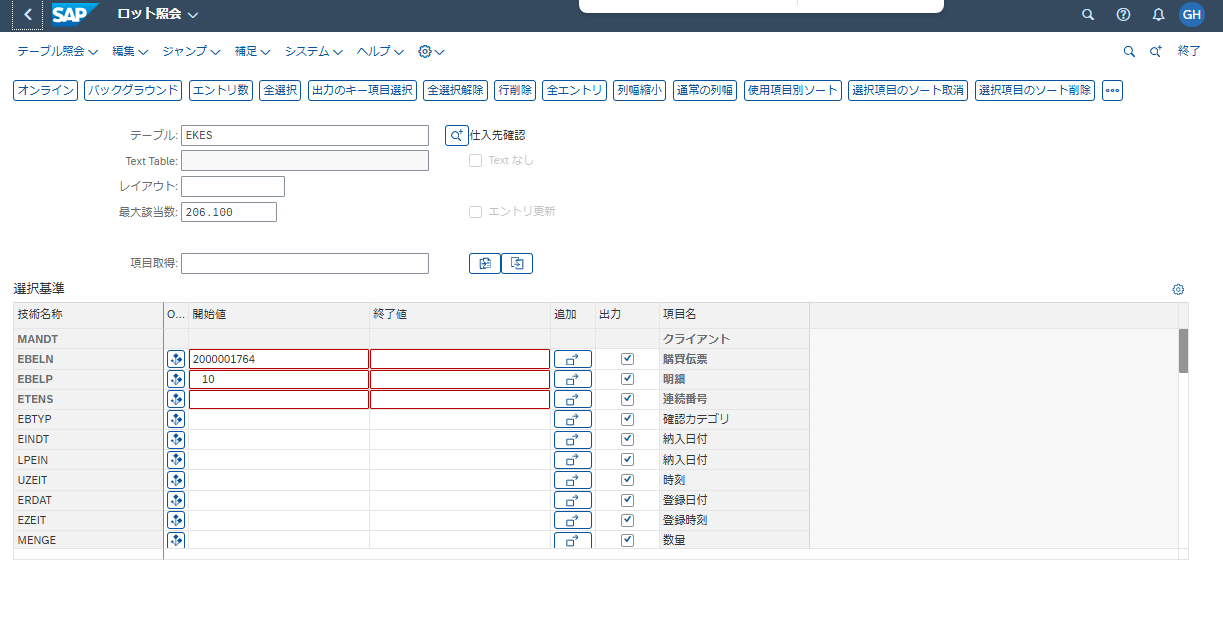 SAP ロット照会
GH
テーブル照会 編集 ジャンプ 補足 システム ヘルプ 終了
オンライン バックグラウンド エントリ数 全選択 出力のキー項目選択 全選択解除 行削除 全エントリ 列幅縮小 通常の列幅 使用項目別ソート 選択項目のソート取消 選択項目のソート削除
テーブル: EKES 仕入先確認
Text Table: Text なし
レイアウト:
最大該当数: 206.100 エントリ更新
項目取得:
選択基準
技術名称 O... 開始値 終了値 追加 出力 項目名
MANDT クライアント
EBELN 2000001764 購買伝票
EBELP 10 明細
ETENS 連続番号
EBTYP 確認カテゴリ
EINDT 納入日付
LPEIN 納入日付
UZEIT 時刻
ERDAT 登録日付
EZEIT 登録時刻
MENGE 数量